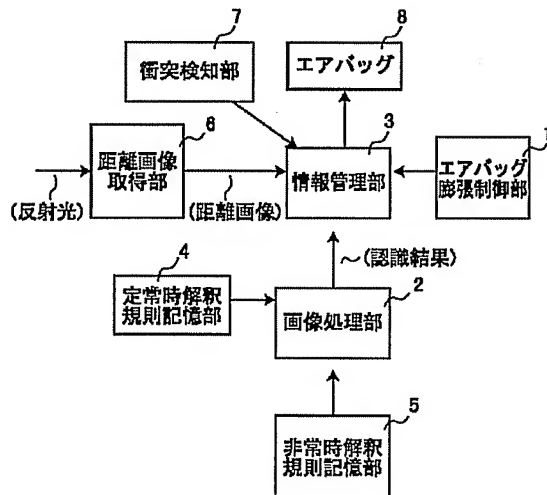 7
衝突検知部
8
エアバッグ
6
距離画像
取得部
(反射光)
(距離画像)
3
情報管理部
1
エアバッグ
膨張制御部
(認識結果)
4
定常時解釈
規則記憶部
2
画像処理部
5
非常時解釈
規則記憶部